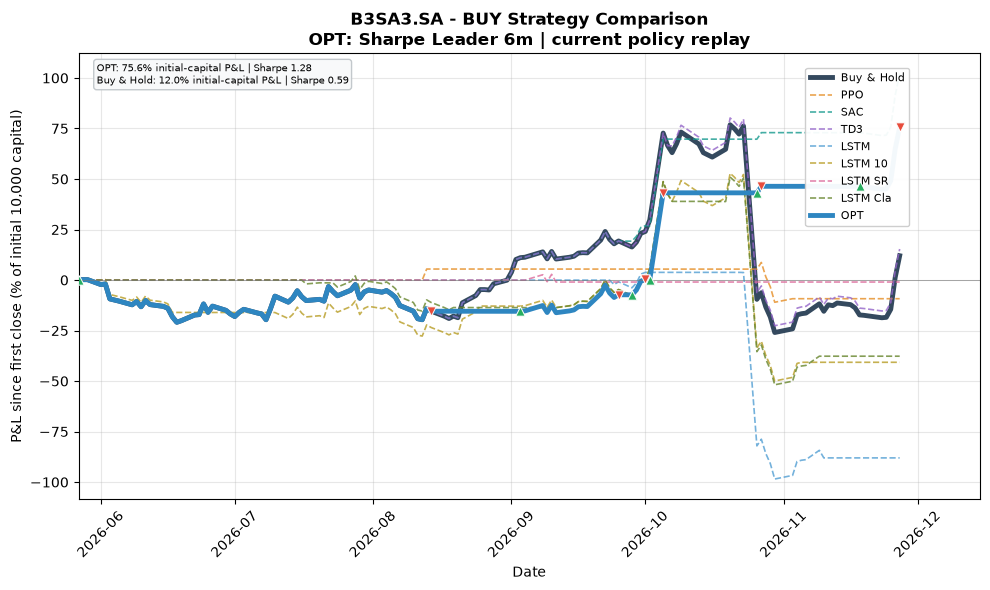 B3SA3.SA - BUY Strategy Comparison
OPT: Sharpe Leader 6m | current policy replay
OPT: 75.6% initial-capital P&L | Sharpe 1.28
Buy & Hold: 12.0% initial-capital P&L | Sharpe 0.59
Buy & Hold
PPO
SAC
TD3
LSTM
LSTM 10
LSTM SR
LSTM Cla
OPT
P&L since first close (% of initial 10,000 capital)
100
75
50
25
0
−25
−50
−75
−100
2026-06
2026-07
2026-08
2026-09
2026-10
2026-11
2026-12
Date